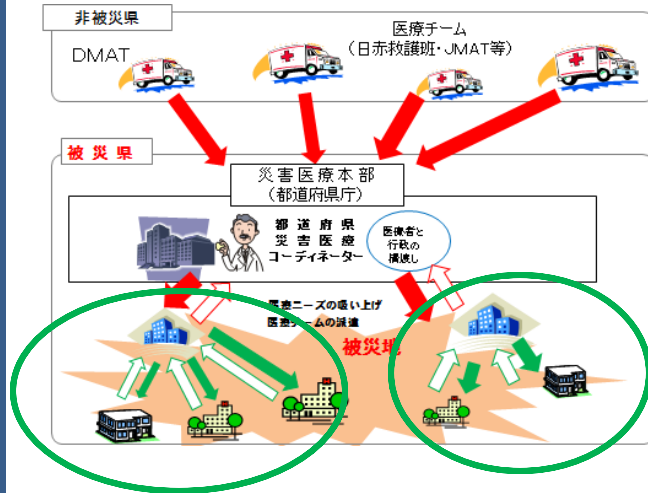 非被災県
DMAT
医療チーム
(日赤救護班・JMAT等)
被災県
災害医療本部
(都道府県庁)
都道府県
災害医療
コーディネーター
医療者と
行政の
橋渡し
医療ニーズの吸い上げ
医療チームの派遣
被災地